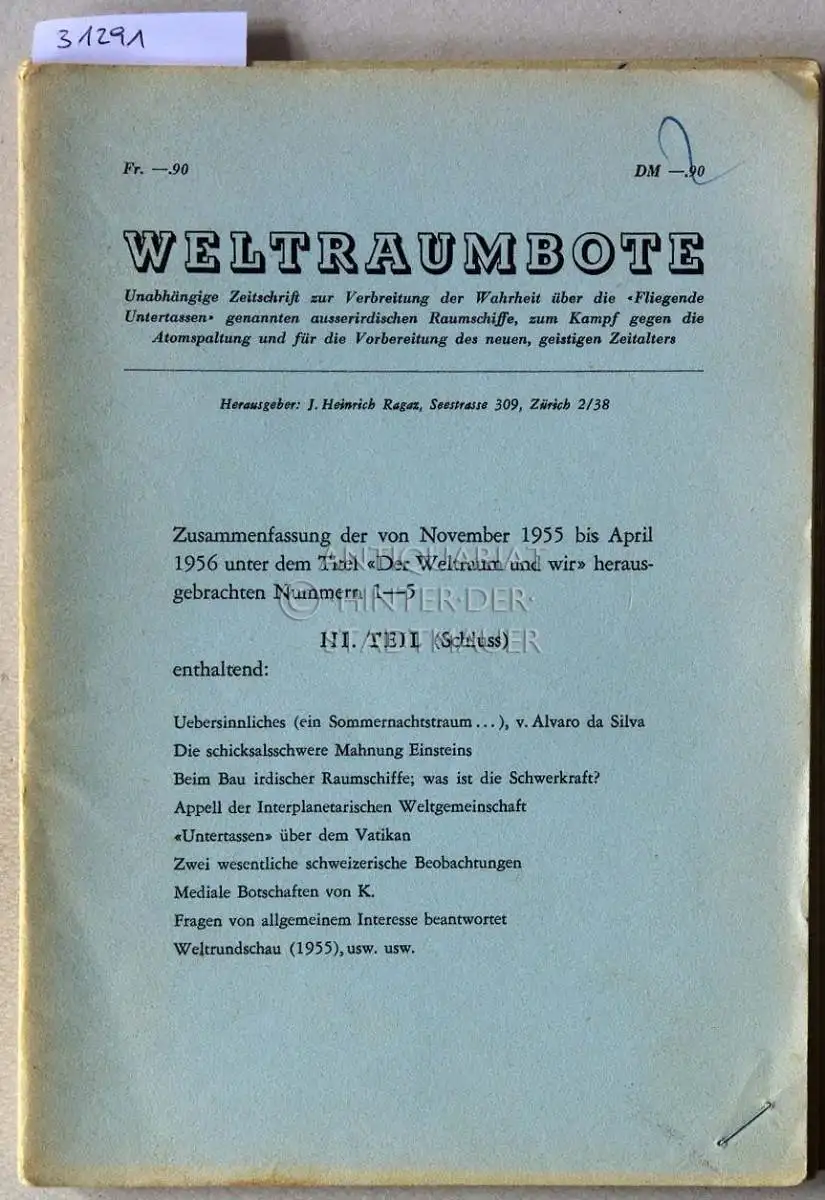 31291
Fr. —.90
DM —.90
WELTRAUMBOTE
Unabhängige Zeitschrift zur Verbreitung der Wahrheit über die «Fliegende
Untertassen» genannten ausserirdischen Raumschiffe, zum Kampf gegen die
Atomspaltung und für die Vorbereitung des neuen, geistigen Zeitalters
Herausgeber: J. Heinrich Ragaz, Seestrasse 309, Zürich 2/38
Zusammenfassung der von November 1955 bis April
1956 unter dem Titel «Der Weltraum und wir» heraus-
gebrachten Nummern 1—5
III. TEIL (Schluss)
enthaltend:
Uebersinnliches (ein Sommernachtstraum...), v. Alvaro da Silva
Die schicksalsschwere Mahnung Einsteins
Beim Bau irdischer Raumschiffe; was ist die Schwerkraft?
Appell der Interplanetarischen Weltgemeinschaft
«Untertassen» über dem Vatikan
Zwei wesentliche schweizerische Beobachtungen
Mediale Botschaften von K.
Fragen von allgemeinem Interesse beantwortet
Weltrundschau (1955), usw. usw.
ANTIQUARIAT
© HINTER·DER·
STADTMAUER